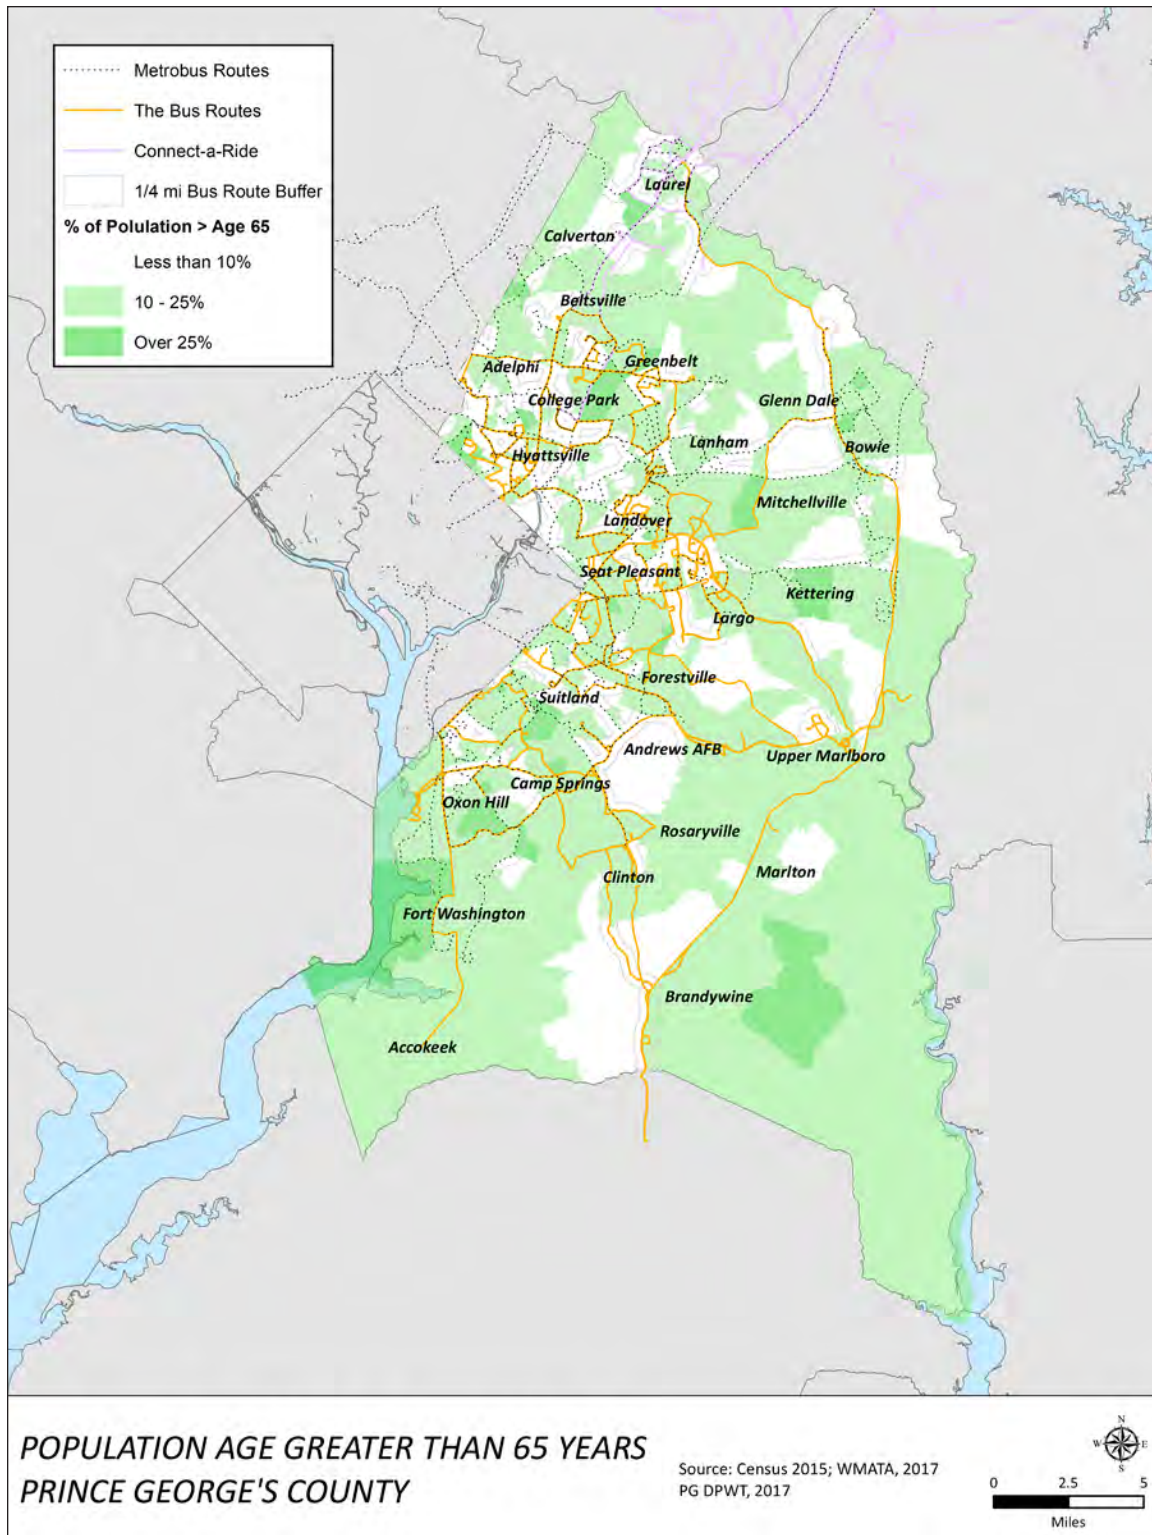 Metrobus Routes
The Bus Routes
Connect-a-Ride
1/4 mi Bus Route Buffer
% of Polulation > Age 65
Less than 10%
10 - 25%
Over 25%
Laurel
Calverton
Beltsville
Adelphi
Greenbelt
College Park
Glenn Dale
Hyattsville
Lanham
Bowie
Mitchellville
Landover
Seat Pleasant
Kettering
Largo
Forestville
Suitland
Andrews AFB
Upper Marlboro
Camp Springs
Oxon Hill
Rosaryville
Clinton
Marlton
Fort Washington
Brandywine
Accokeek
POPULATION AGE GREATER THAN 65 YEARS
PRINCE GEORGE'S COUNTY
Source: Census 2015; WMATA, 2017
PG DPWT, 2017
N
W E
S
0 2.5 5
Miles